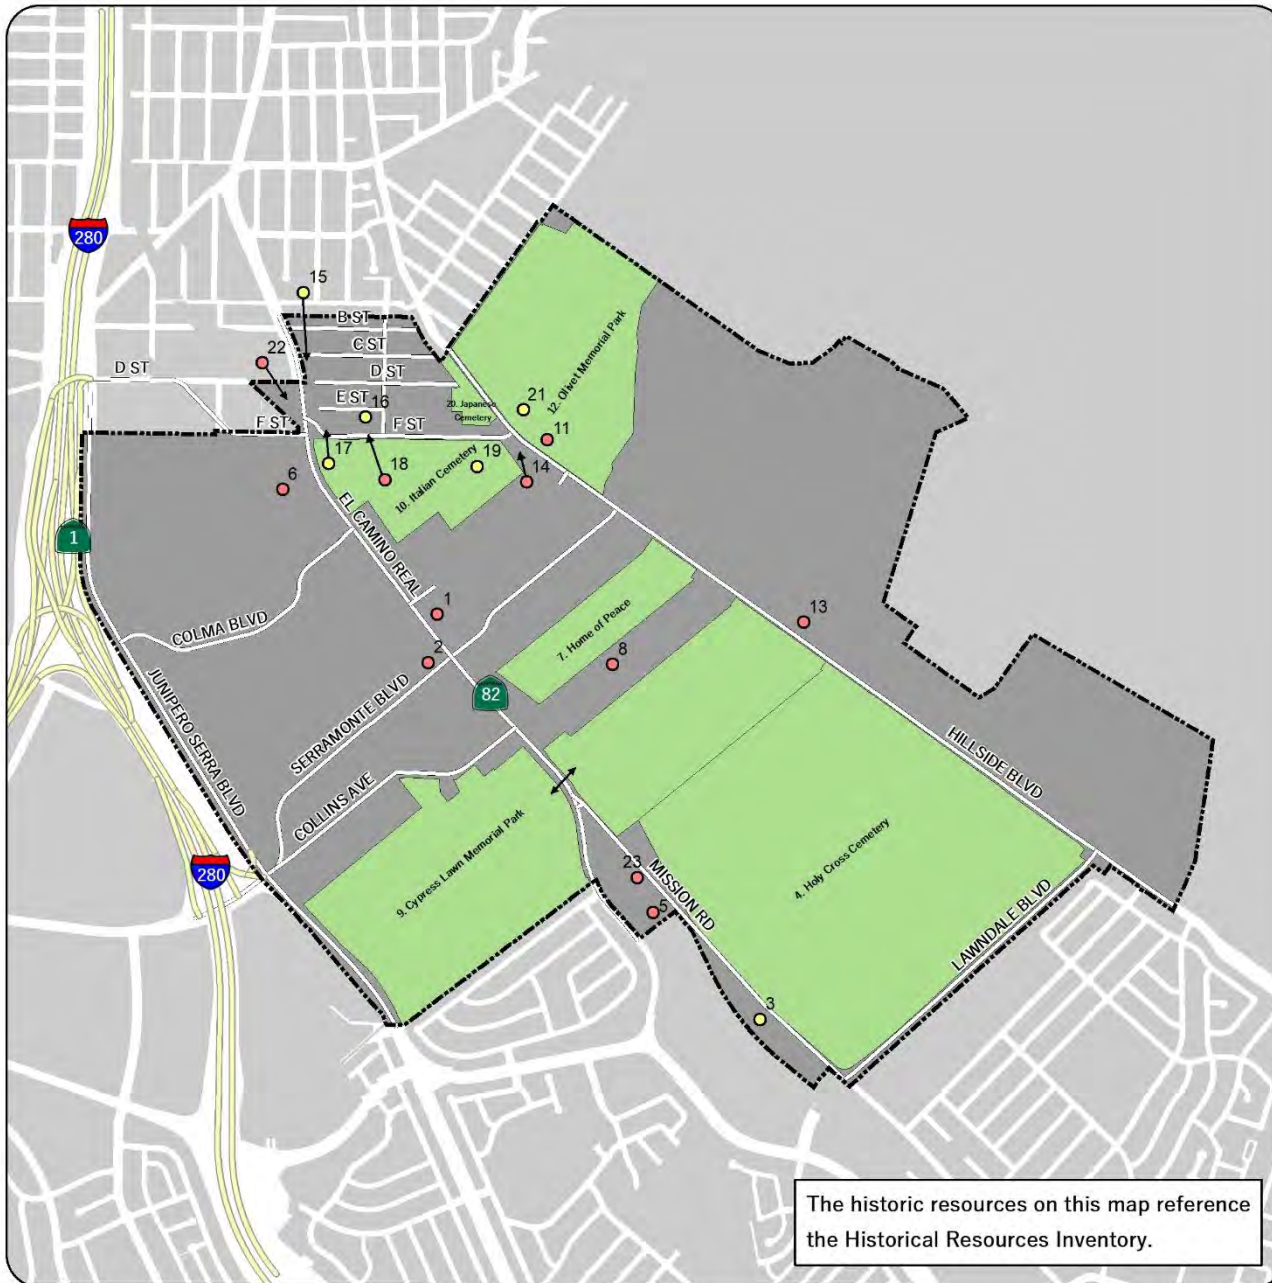 280
15
B ST
C ST
22
D ST
D ST
E ST
16
F ST
F ST
20. Japanese
Cemetery
21
12. Olivet Memorial Park
11
17
18
19
14
10. Italian Cemetery
6
EL CAMINO REAL
1
1
COLMA BLVD
2
7. Home of Peace
8
13
82
JUNIPERO SERRA BLVD
SERRAMONTE BLVD
COLLINS AVE
HILLSIDE BLVD
280
9. Cypress Lawn Memorial Park
23
5
MISSION RD
4. Holy Cross Cemetery
LAWNDALE BLVD
3
The historic resources on this map reference
the Historical Resources Inventory.